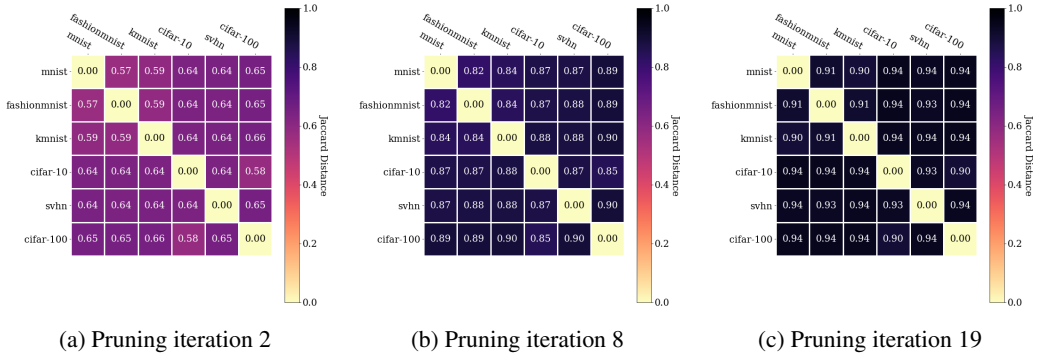 mnist fashionmnist kmnist cifar-10 svhn cifar-100
mnist 0.00 0.57 0.59 0.64 0.64 0.65
fashionmnist 0.57 0.00 0.59 0.64 0.64 0.65
kmnist 0.59 0.59 0.00 0.64 0.64 0.66
cifar-10 0.64 0.64 0.64 0.00 0.64 0.58
svhn 0.64 0.64 0.64 0.64 0.00 0.65
cifar-100 0.65 0.65 0.66 0.58 0.65 0.00
1.0
0.8
0.6
0.4
0.2
0.0
Jaccard Distance
(a) Pruning iteration 2
mnist fashionmnist kmnist cifar-10 svhn cifar-100
mnist 0.00 0.82 0.84 0.87 0.87 0.89
fashionmnist 0.82 0.00 0.84 0.87 0.88 0.89
kmnist 0.84 0.84 0.00 0.88 0.88 0.90
cifar-10 0.87 0.87 0.88 0.00 0.87 0.85
svhn 0.87 0.88 0.88 0.87 0.00 0.90
cifar-100 0.89 0.89 0.90 0.85 0.90 0.00
1.0
0.8
0.6
0.4
0.2
0.0
Jaccard Distance
(b) Pruning iteration 8
mnist fashionmnist kmnist cifar-10 svhn cifar-100
mnist 0.00 0.91 0.90 0.94 0.94 0.94
fashionmnist 0.91 0.00 0.91 0.94 0.93 0.94
kmnist 0.90 0.91 0.00 0.94 0.94 0.94
cifar-10 0.94 0.94 0.94 0.00 0.93 0.90
svhn 0.94 0.93 0.94 0.93 0.00 0.94
cifar-100 0.94 0.94 0.94 0.90 0.94 0.00
1.0
0.8
0.6
0.4
0.2
0.0
Jaccard Distance
(c) Pruning iteration 19